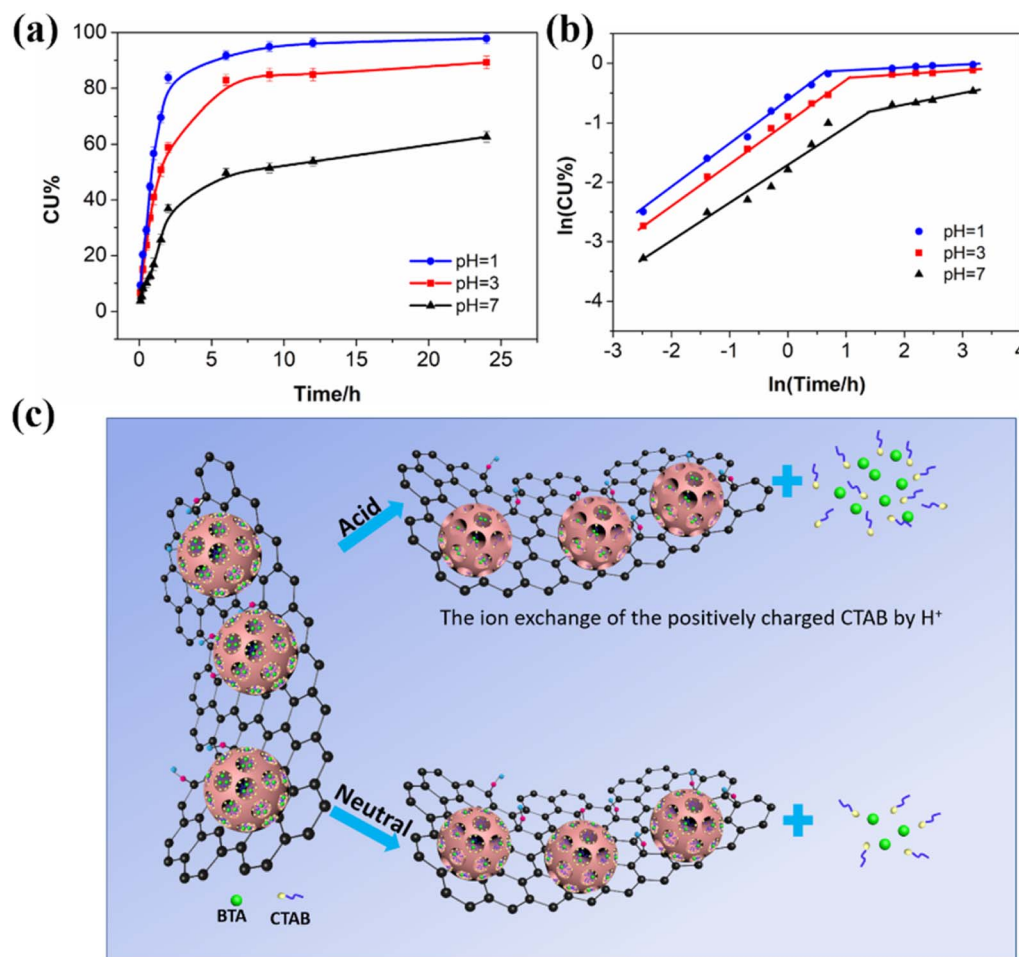 (a)
100
80
60
40
20
0
CU%
pH=1
pH=3
pH=7
0 5 10 15 20 25
Time/h
(b)
0
-1
-2
-3
-4
ln(CU%)
pH=1
pH=3
pH=7
-3 -2 -1 0 1 2 3 4
ln(Time/h)
(c)
Acid
The ion exchange of the positively charged CTAB by H⁺
Neutral
BTA CTAB